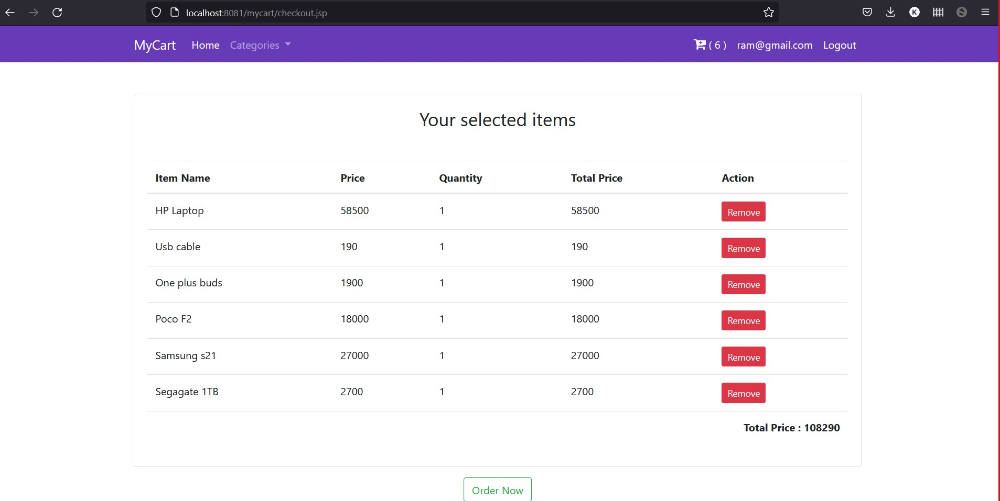 localhost:8081/mycart/checkout.jsp
K
MyCart Home Categories ( 6 ) ram@gmail.com Logout
Your selected items
Item Name Price Quantity Total Price Action
HP Laptop 58500 1 58500 Remove
Usb cable 190 1 190 Remove
One plus buds 1900 1 1900 Remove
Poco F2 18000 1 18000 Remove
Samsung s21 27000 1 27000 Remove
Segagate 1TB 2700 1 2700 Remove
Total Price : 108290
Order Now